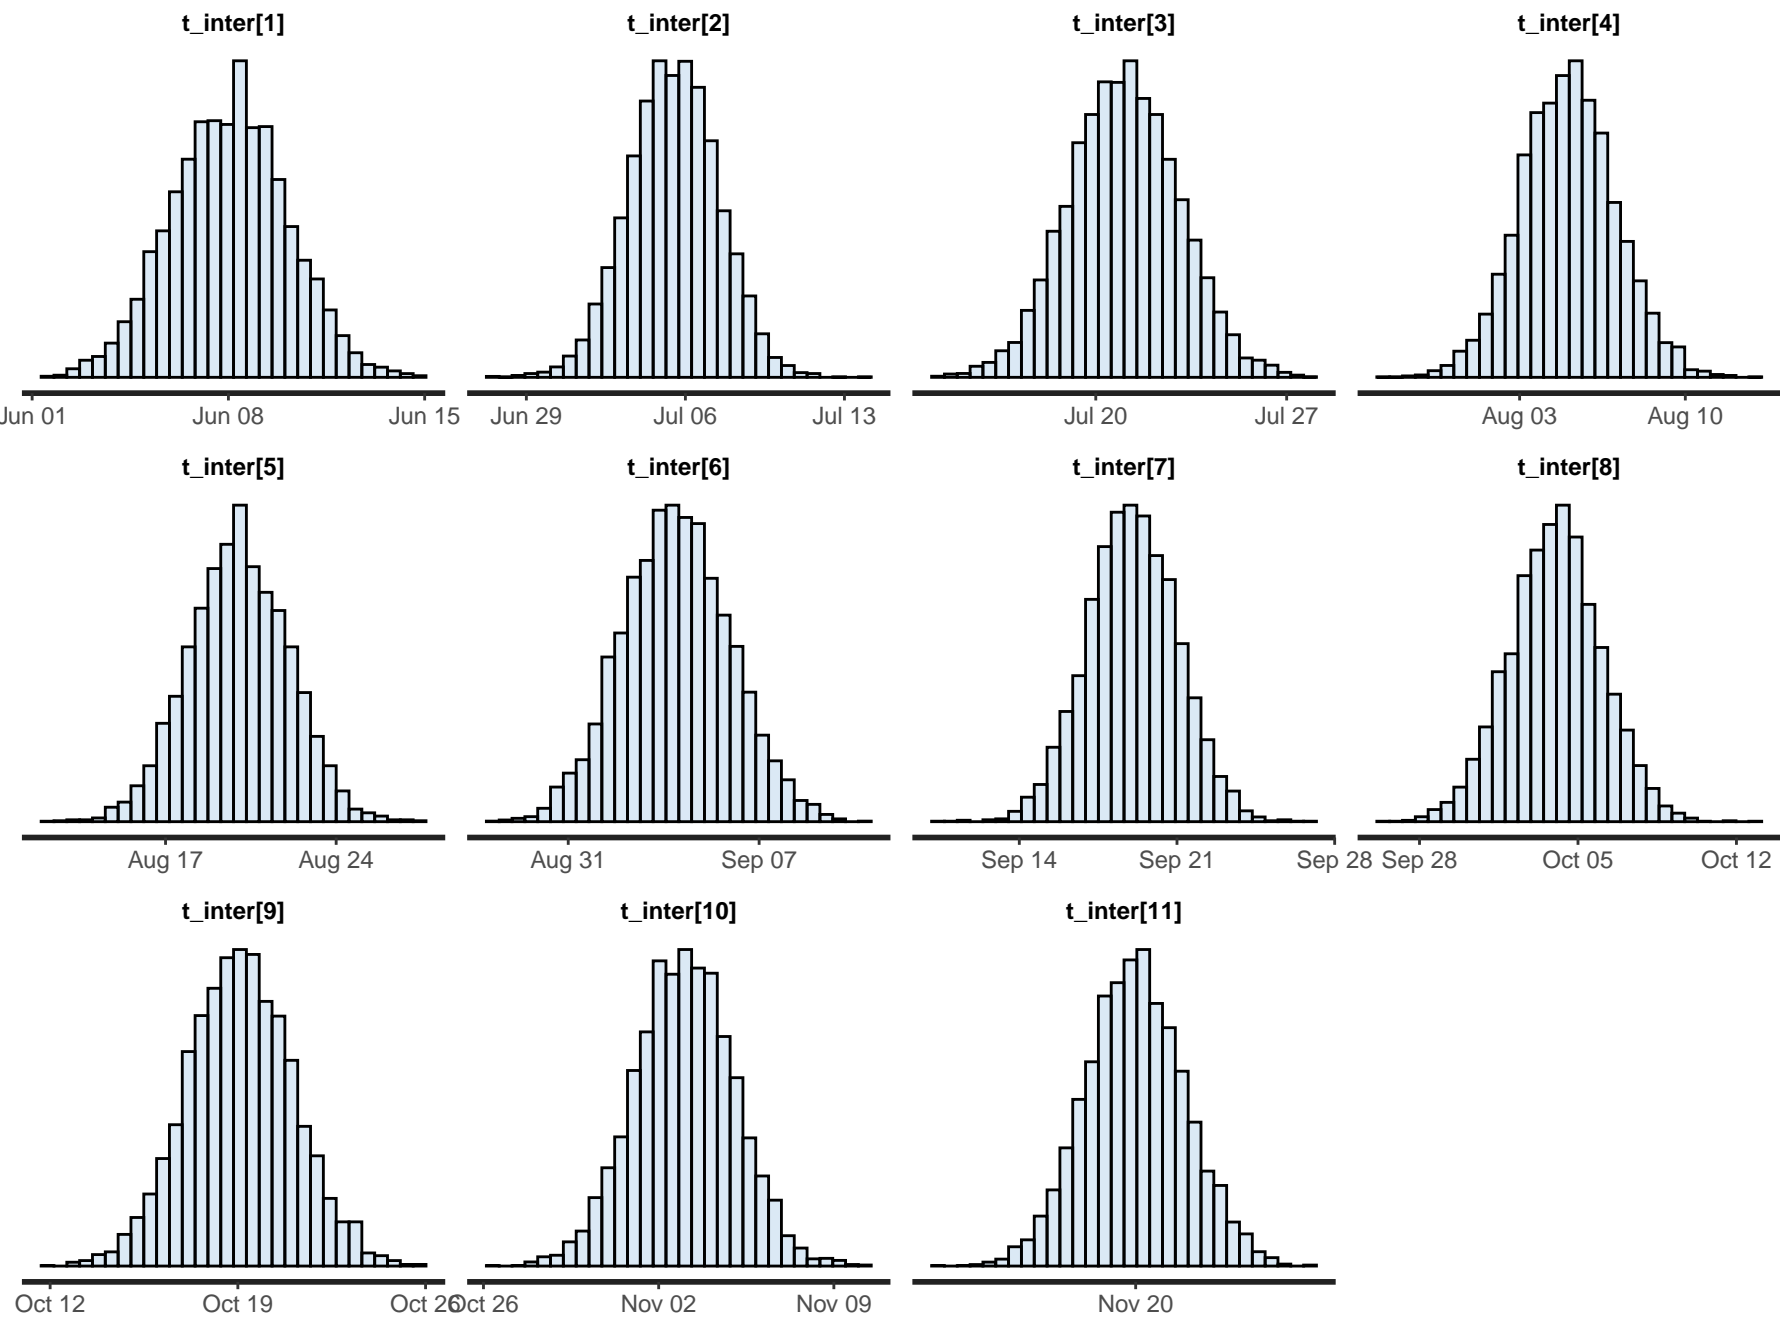 t_inter[1] t_inter[2] t_inter[3] t_inter[4]
Jun 01 Jun 08 Jun 15 Jun 29 Jul 06 Jul 13 Jul 20 Jul 27 Aug 03 Aug 10
t_inter[5] t_inter[6] t_inter[7] t_inter[8]
Aug 17 Aug 24 Aug 31 Sep 07 Sep 14 Sep 21 Sep 28 Sep 28 Oct 05 Oct 12
t_inter[9] t_inter[10] t_inter[11]
Oct 12 Oct 19 Oct 26 Oct 26 Nov 02 Nov 09 Nov 20